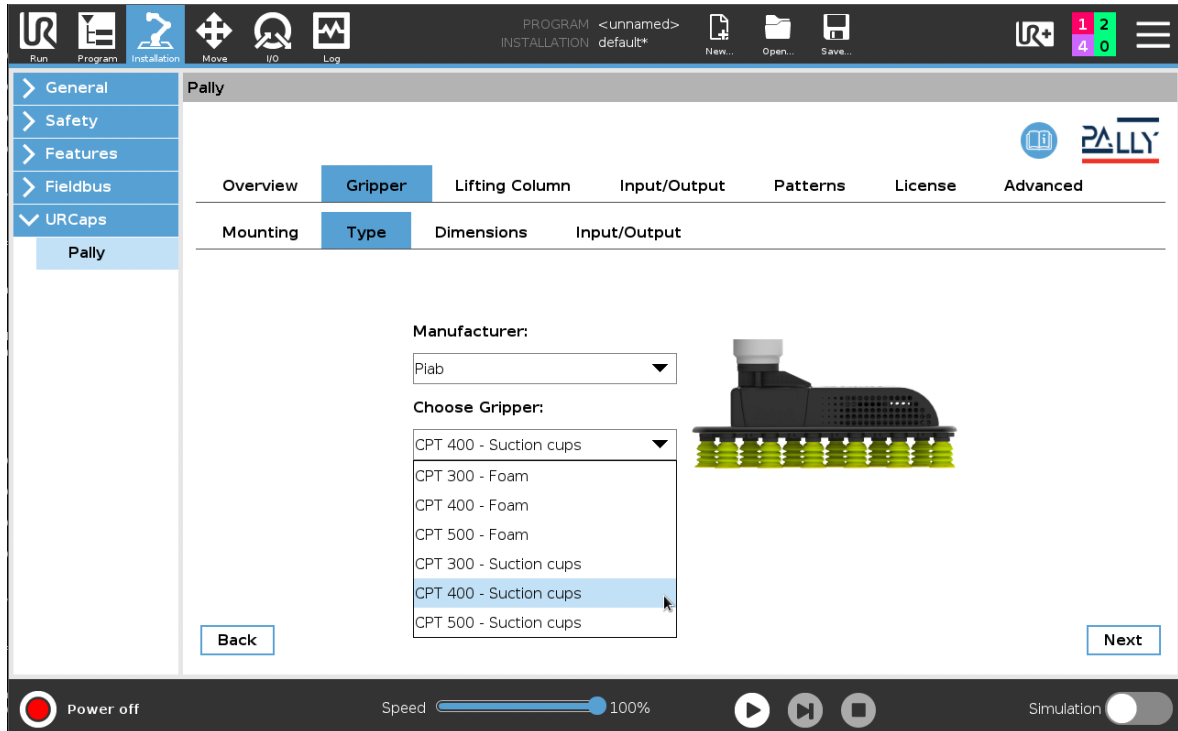 PROGRAM <unnamed>
INSTALLATION default*
Run Program Installation Move I/O Log New... Open... Save...
UR+
1 2
4 0
General
Safety
Features
Fieldbus
URCaps
Pally
Pally
PALLY
Overview Gripper Lifting Column Input/Output Patterns License Advanced
Mounting Type Dimensions Input/Output
Manufacturer:
Piab
Choose Gripper:
CPT 400 - Suction cups
CPT 300 - Foam
CPT 400 - Foam
CPT 500 - Foam
CPT 300 - Suction cups
CPT 400 - Suction cups
CPT 500 - Suction cups
Back Next
Power off Speed 100% Simulation